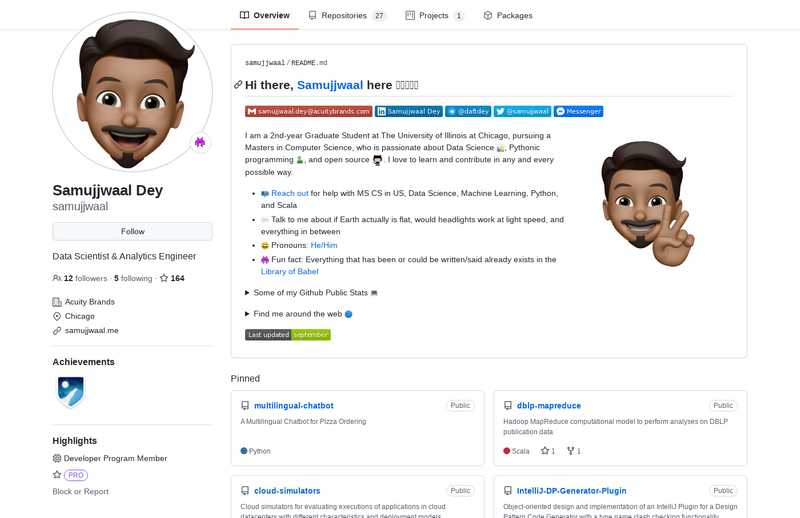 Overview
Repositories 27
Projects 1
Packages
Samujjwaal Dey
samujjwaal
Follow
Data Scientist & Analytics Engineer
12 followers · 5 following · 164
Acuity Brands
Chicago
samujjwaal.me
Achievements
Highlights
Developer Program Member
PRO
Block or Report
samujjwaal/README.md
Hi there, Samujjwaal here
samujjwaal.dey@acuitybrands.com
Samujjwaal Dey
@daftdey
@samujjwaal
Messenger
I am a 2nd-year Graduate Student at The University of Illinois at Chicago, pursuing a
Masters in Computer Science, who is passionate about Data Science , Pythonic
programming , and open source . I love to learn and contribute in any and every
possible way.
Reach out for help with MS CS in US, Data Science, Machine Learning, Python,
and Scala
Talk to me about if Earth actually is flat, would headlights work at light speed, and
everything in between
Pronouns: He/Him
Fun fact: Everything that has been or could be written/said already exists in the
Library of Babel
Some of my Github Public Stats
Find me around the web
Last updated september
Pinned
multilingual-chatbot Public
A Multilingual Chatbot for Pizza Ordering
Python
dblp-mapreduce Public
Hadoop MapReduce computational model to perform analyses on DBLP
publication data
Scala 1 1
cloud-simulators Public
Cloud simulators for evaluating executions of applications in cloud
datacenters with different characteristics and deployment models
IntelliJ-DP-Generator-Plugin Public
Object-oriented design and implementation of an IntelliJ Plugin for a Design
Pattern Code Generator with a type name clash checking functionality